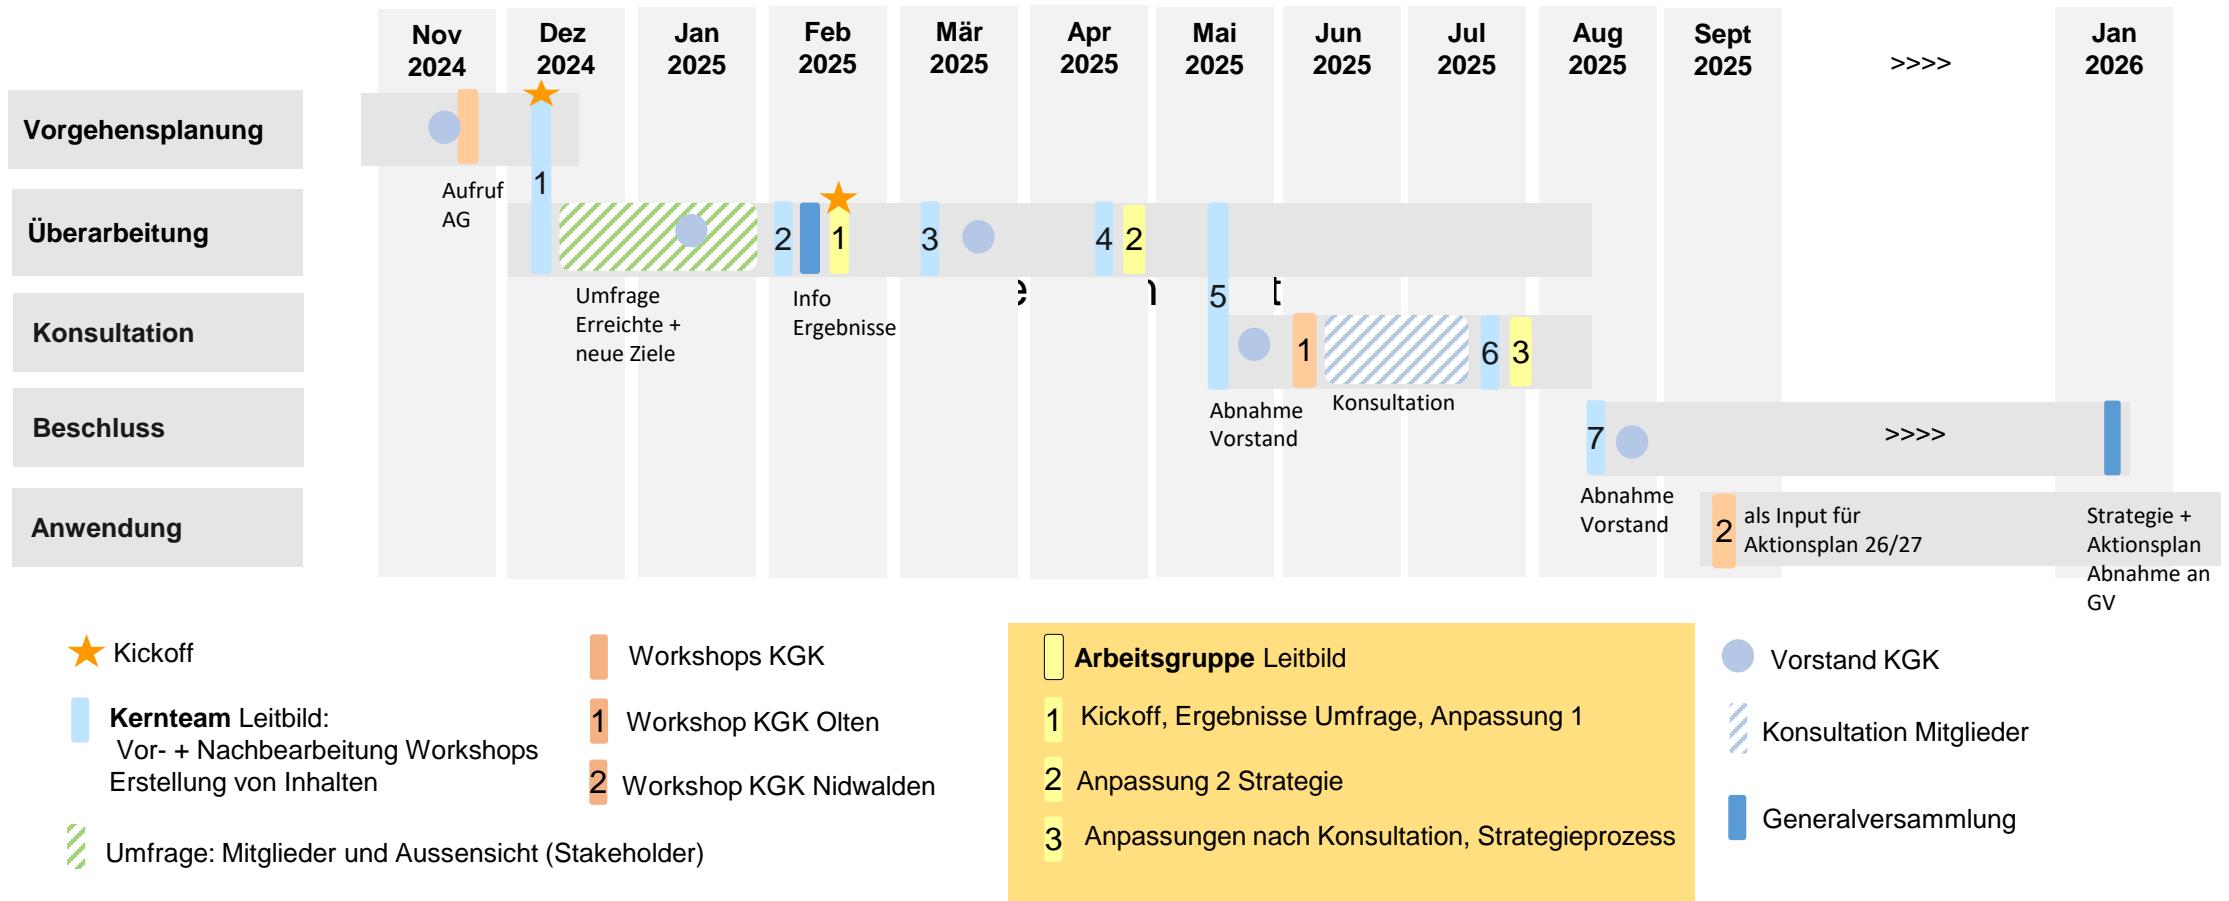 Nov
2024
Dez
2024
Jan
2025
Feb
2025
Mär
2025
Apr
2025
Mai
2025
Jun
2025
Jul
2025
Aug
2025
Sept
2025
>>>>
Jan
2026
Vorgehensplanung
Aufruf
AG
1
Überarbeitung
2
1
3
4
2
5
Umfrage
Erreichte +
neue Ziele
Info
Ergebnisse
Konsultation
1
6
3
Abnahme
Vorstand
Konsultation
Beschluss
7
>>>>
Abnahme
Vorstand
Anwendung
2
als Input für
Aktionsplan 26/27
Strategie +
Aktionsplan
Abnahme an
GV
Kickoff
Kernteam Leitbild:
Vor- + Nachbearbeitung Workshops
Erstellung von Inhalten
Umfrage: Mitglieder und Aussensicht (Stakeholder)
Workshops KGK
1 Workshop KGK Olten
2 Workshop KGK Nidwalden
Arbeitsgruppe Leitbild
1 Kickoff, Ergebnisse Umfrage, Anpassung 1
2 Anpassung 2 Strategie
3 Anpassungen nach Konsultation, Strategieprozess
Vorstand KGK
Konsultation Mitglieder
Generalversammlung